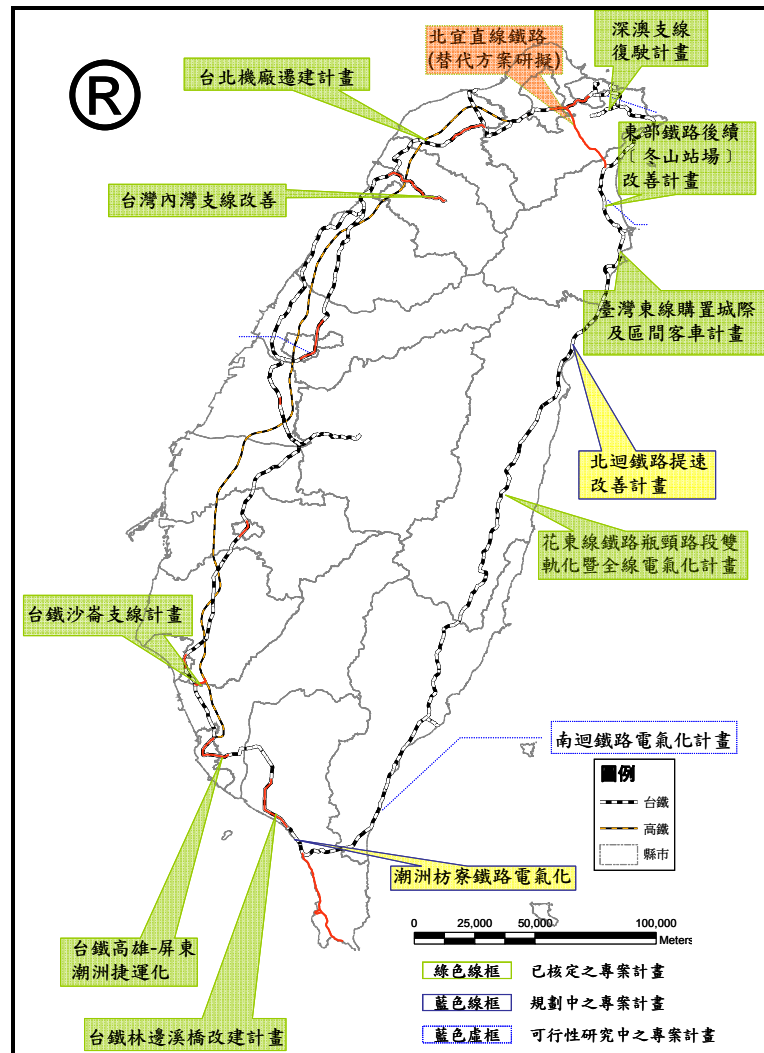 北宜直線鐵路
(替代方案研擬)
深澳支線
復駛計畫
®
台北機廠遷建計畫
東部鐵路後續
﹝冬山站場﹞
改善計畫
台灣內灣支線改善
臺灣東線購置城際
及區間客車計畫
北迴鐵路提速
改善計畫
花東線鐵路瓶頸路段雙
軌化暨全線電氣化計畫
台鐵沙崙支線計畫
南迴鐵路電氣化計畫
圖例
台鐵
高鐵
縣市
潮洲枋寮鐵路電氣化
0 25,000 50,000 100,000
Meters
台鐵高雄-屏東
潮洲捷運化
綠色線框 已核定之專案計畫
藍色線框 規劃中之專案計畫
台鐵林邊溪橋改建計畫
藍色虛框 可行性研究中之專案計畫